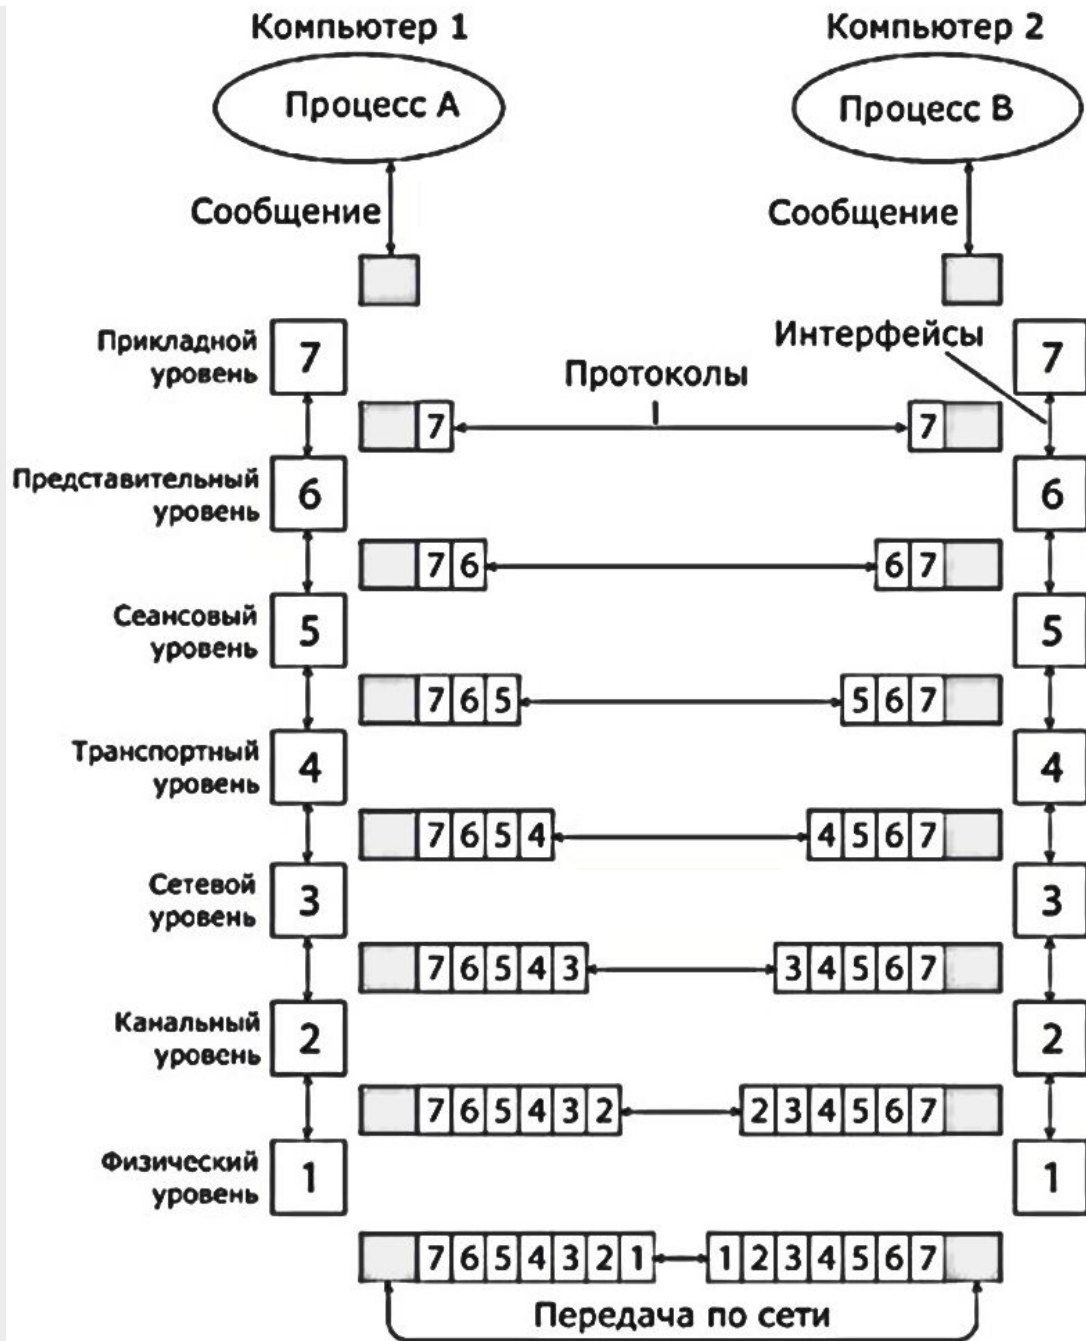 Компьютер 1
Компьютер 2
Процесс A
Процесс B
Сообщение
Сообщение
Прикладной
уровень
7
Протоколы
Интерфейсы
7
7
7
Представительный
уровень
6
6
7 6
6 7
Сеансовый
уровень
5
5
7 6 5
5 6 7
Транспортный
уровень
4
4
7 6 5 4
4 5 6 7
Сетевой
уровень
3
3
7 6 5 4 3
3 4 5 6 7
Канальный
уровень
2
2
7 6 5 4 3 2
2 3 4 5 6 7
Физический
уровень
1
1
7 6 5 4 3 2 1
1 2 3 4 5 6 7
Передача по сети